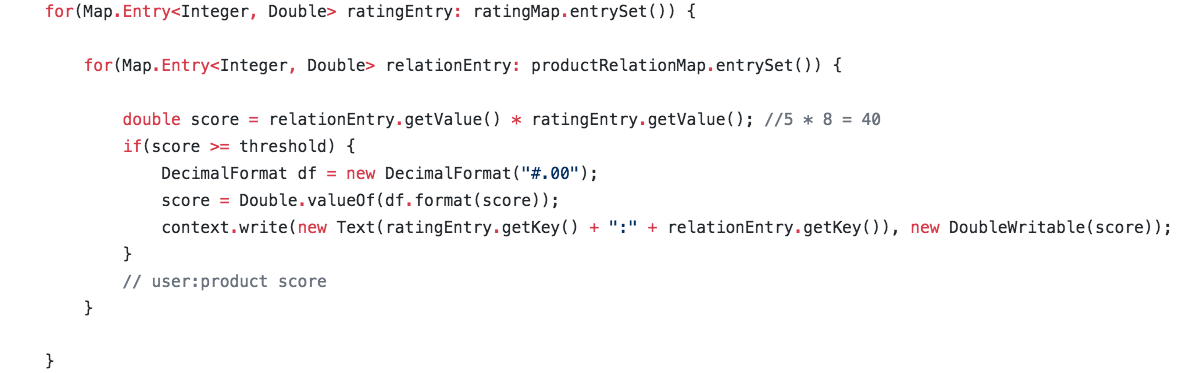 for(Map.Entry<Integer, Double> ratingEntry: ratingMap.entrySet()) {
for(Map.Entry<Integer, Double> relationEntry: productRelationMap.entrySet()) {
double score = relationEntry.getValue() * ratingEntry.getValue(); //5 * 8 = 40
if(score >= threshold) {
DecimalFormat df = new DecimalFormat("#.00");
score = Double.valueOf(df.format(score));
context.write(new Text(ratingEntry.getKey() + ":" + relationEntry.getKey()), new DoubleWritable(score));
}
// user:product score
}
}